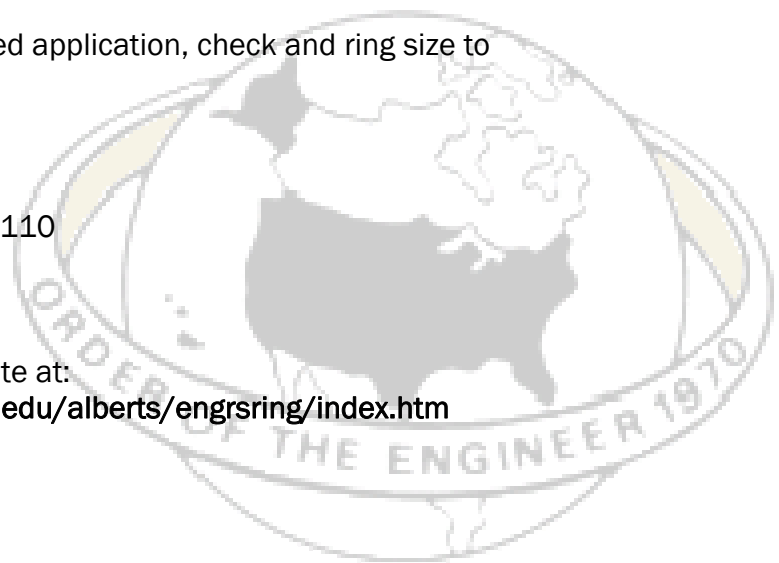 ed application, check and ring size to
110
te at:
edu/alberts/engrsring/index.htm
ORDER OF THE ENGINEER 1970